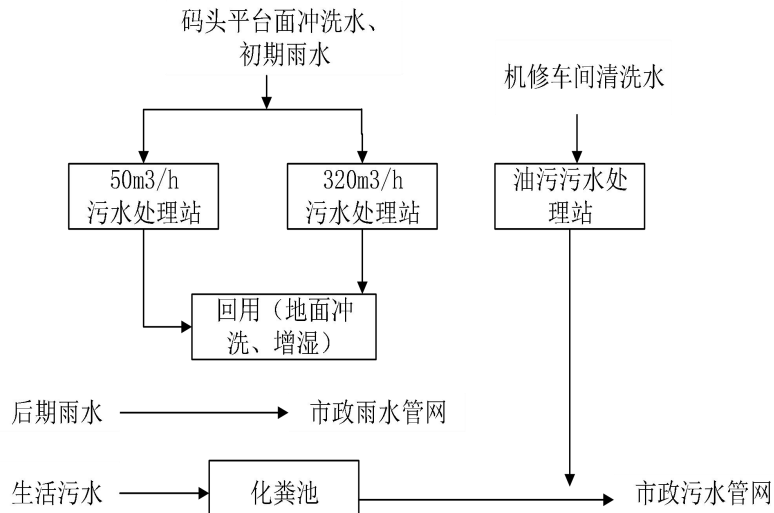 码头平台面冲洗水、
初期雨水
机修车间清洗水
50m3/h
污水处理站
320m3/h
污水处理站
油污污水处
理站
回用（地面冲
洗、增湿）
后期雨水
市政雨水管网
生活污水
化粪池
市政污水管网